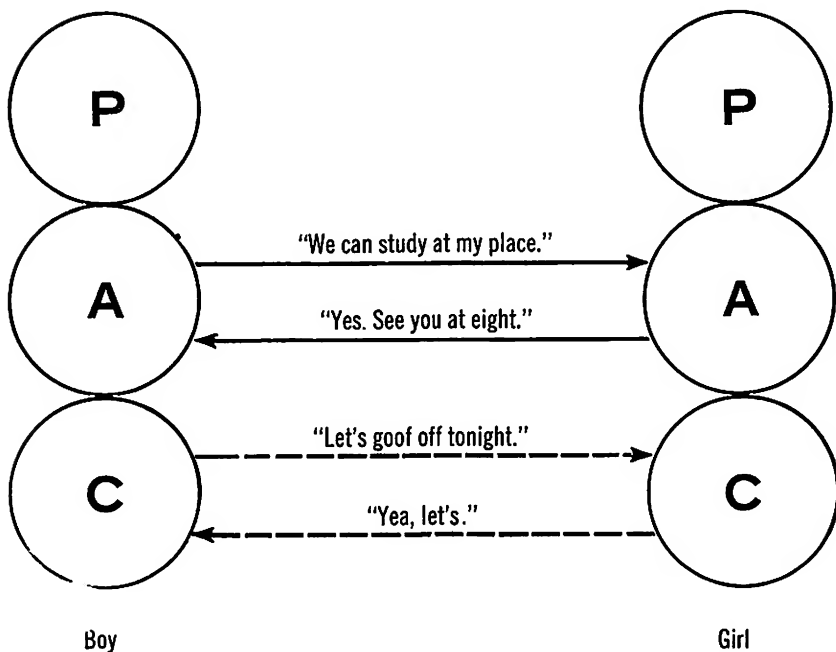 P P
"We can study at my place."
A A
"Yes. See you at eight."
"Let's goof off tonight."
C C
"Yea, let's."
Boy Girl